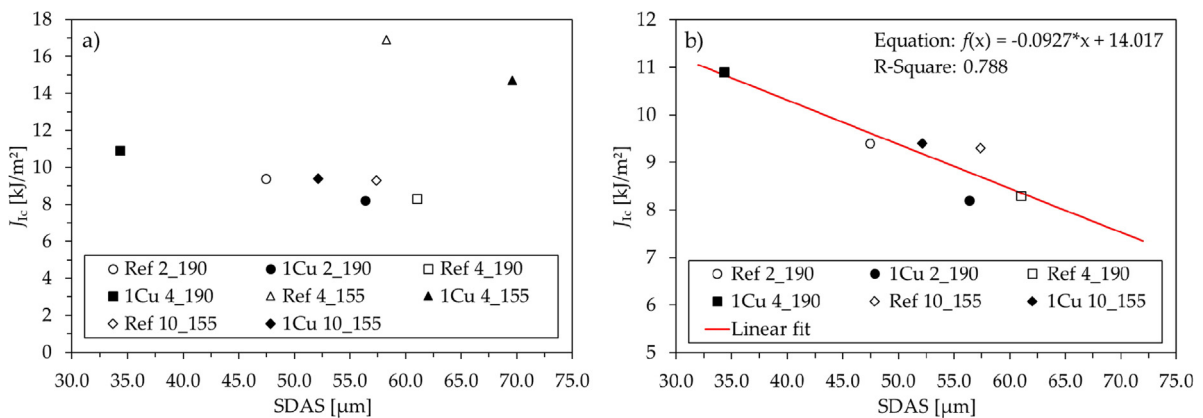 a)
18
16
14
12
10
8
6
4
2
0
J_Ic [kJ/m²]
30.0 35.0 40.0 45.0 50.0 55.0 60.0 65.0 70.0 75.0
SDAS [µm]
Ref 2_190 1Cu 2_190 Ref 4_190
1Cu 4_190 Ref 4_155 1Cu 4_155
Ref 10_155 1Cu 10_155
b)
Equation: f(x) = -0.0927*x + 14.017
R-Square: 0.788
12
11
10
9
8
7
6
5
J_Ic [kJ/m²]
30.0 35.0 40.0 45.0 50.0 55.0 60.0 65.0 70.0 75.0
SDAS [µm]
Ref 2_190 1Cu 2_190 Ref 4_190
1Cu 4_190 Ref 10_155 1Cu 10_155
Linear fit